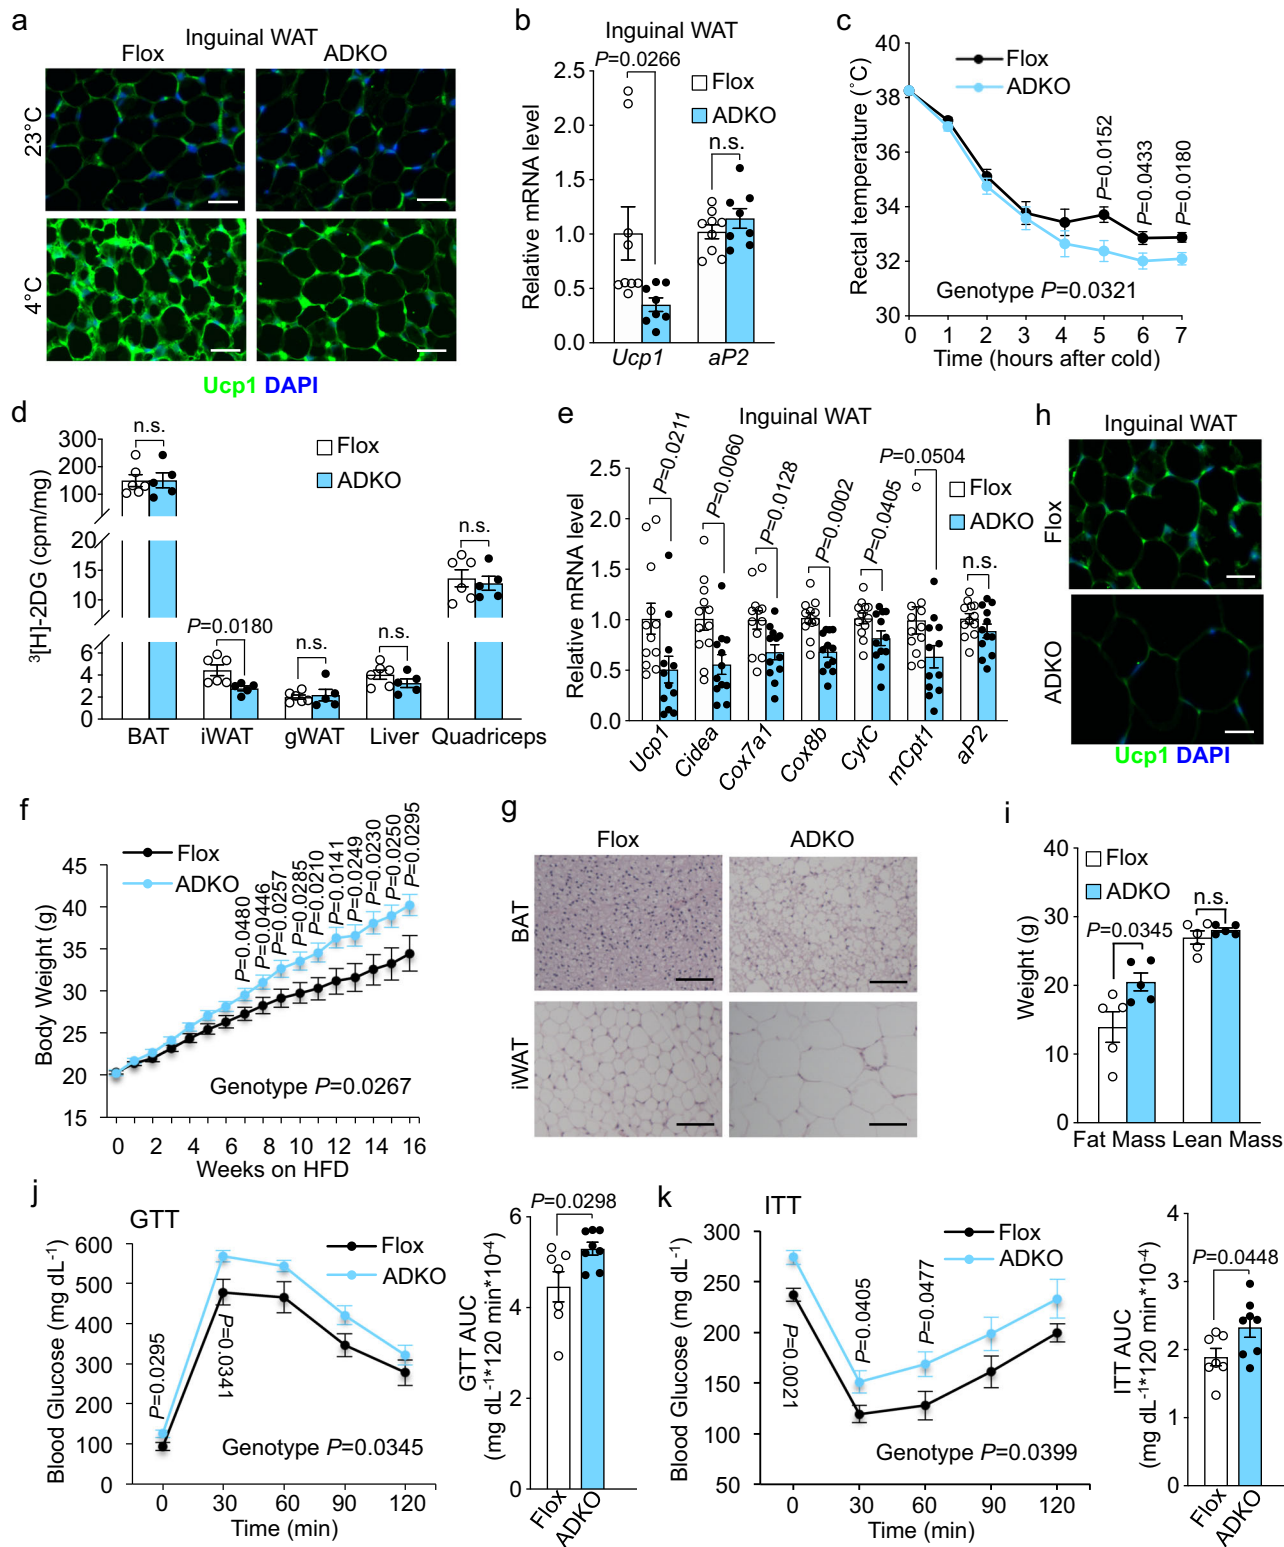 a
Inguinal WAT
Flox
ADKO
23°C
4°C
Ucp1 DAPI
b
Inguinal WAT
P=0.0266
Flox
ADKO
n.s.
Relative mRNA level
2.5
2.0
1.5
1.0
0.5
0.0
Ucp1
aP2
c
Flox
ADKO
Rectal temperature (˚C)
40
38
36
34
32
30
P=0.0152
P=0.0433
P=0.0180
Genotype P=0.0321
0 1 2 3 4 5 6 7
Time (hours after cold)
d
³[H]-2DG (cpm/mg)
300
200
100
20
15
10
6
4
2
0
n.s.
P=0.0180
n.s.
n.s.
n.s.
Flox
ADKO
BAT iWAT gWAT Liver Quadriceps
e
Inguinal WAT
Relative mRNA level
2.5
2.0
1.5
1.0
0.5
0.0
P=0.0211
P=0.0060
P=0.0128
P=0.0002
P=0.0405
P=0.0504
n.s.
Flox
ADKO
Ucp1
Cidea
Cox7a1
Cox8b
CytC
mCpt1
aP2
h
Inguinal WAT
Flox
ADKO
Ucp1 DAPI
f
Flox
ADKO
Body Weight (g)
45
40
35
30
25
20
15
P=0.0480
P=0.0446
P=0.0257
P=0.0285
P=0.0210
P=0.0141
P=0.0249
P=0.0230
P=0.0250
P=0.0295
Genotype P=0.0267
0 2 4 6 8 10 12 14 16
Weeks on HFD
g
Flox
ADKO
BAT
iWAT
i
Weight (g)
40
30
20
10
0
Flox
ADKO
P=0.0345
n.s.
Fat Mass Lean Mass
j
GTT
Flox
ADKO
Blood Glucose (mg dL⁻¹)
600
500
400
300
200
100
0
P=0.0295
P=0.0341
Genotype P=0.0345
0 30 60 90 120
Time (min)
P=0.0298
GTT AUC
(mg dL⁻¹*120 min*10⁻⁴)
6
4
2
0
Flox
ADKO
k
ITT
Flox
ADKO
Blood Glucose (mg dL⁻¹)
300
250
200
150
100
50
P=0.0021
P=0.0405
P=0.0477
Genotype P=0.0399
0 30 60 90 120
Time (min)
P=0.0448
ITT AUC
(mg dL⁻¹*120 min*10⁻⁴)
4
3
2
1
0
Flox
ADKO